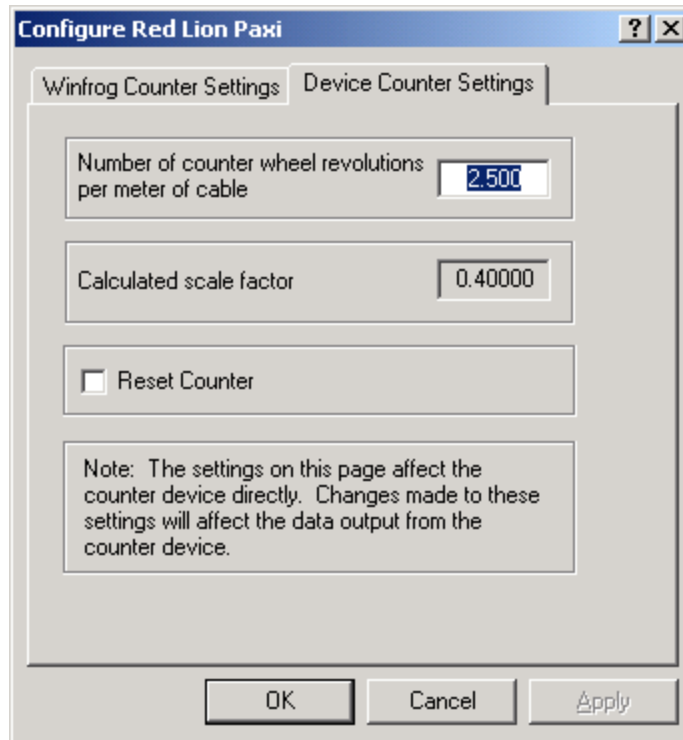 Configure Red Lion Paxi
?
Winfrog Counter Settings
Device Counter Settings
Number of counter wheel revolutions
per meter of cable
2.500
Calculated scale factor
0.40000
Reset Counter
Note: The settings on this page affect the
counter device directly. Changes made to these
settings will affect the data output from the
counter device.
OK
Cancel
Apply